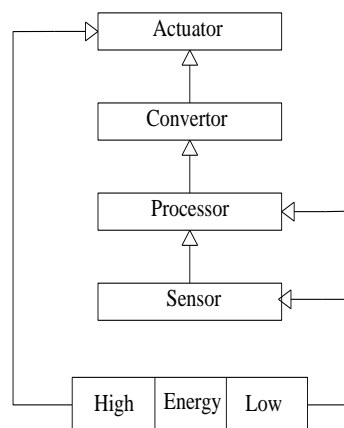 Actuator
Convertor
Processor
Sensor
High Energy Low